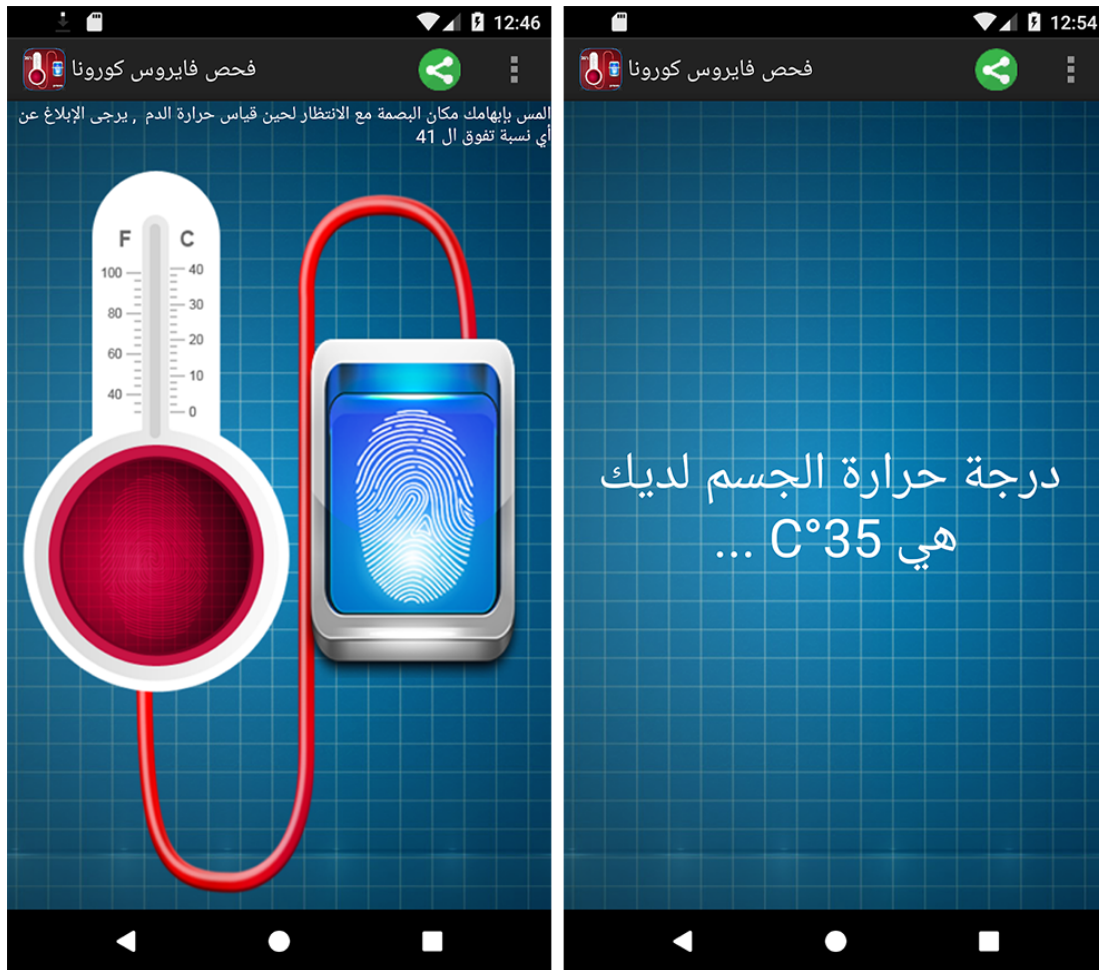 12:46
فحص فايروس كورونا
المس بإبهامك مكان البصمة مع الانتظار لحين قياس حرارة الدم , يرجى الإبلاغ عن
أي نسبة تفوق ال 41
F C
100 40
80 30
60 20
40 10
0
12:54
فحص فايروس كورونا
درجة حرارة الجسم لديك
هي 35°C ...